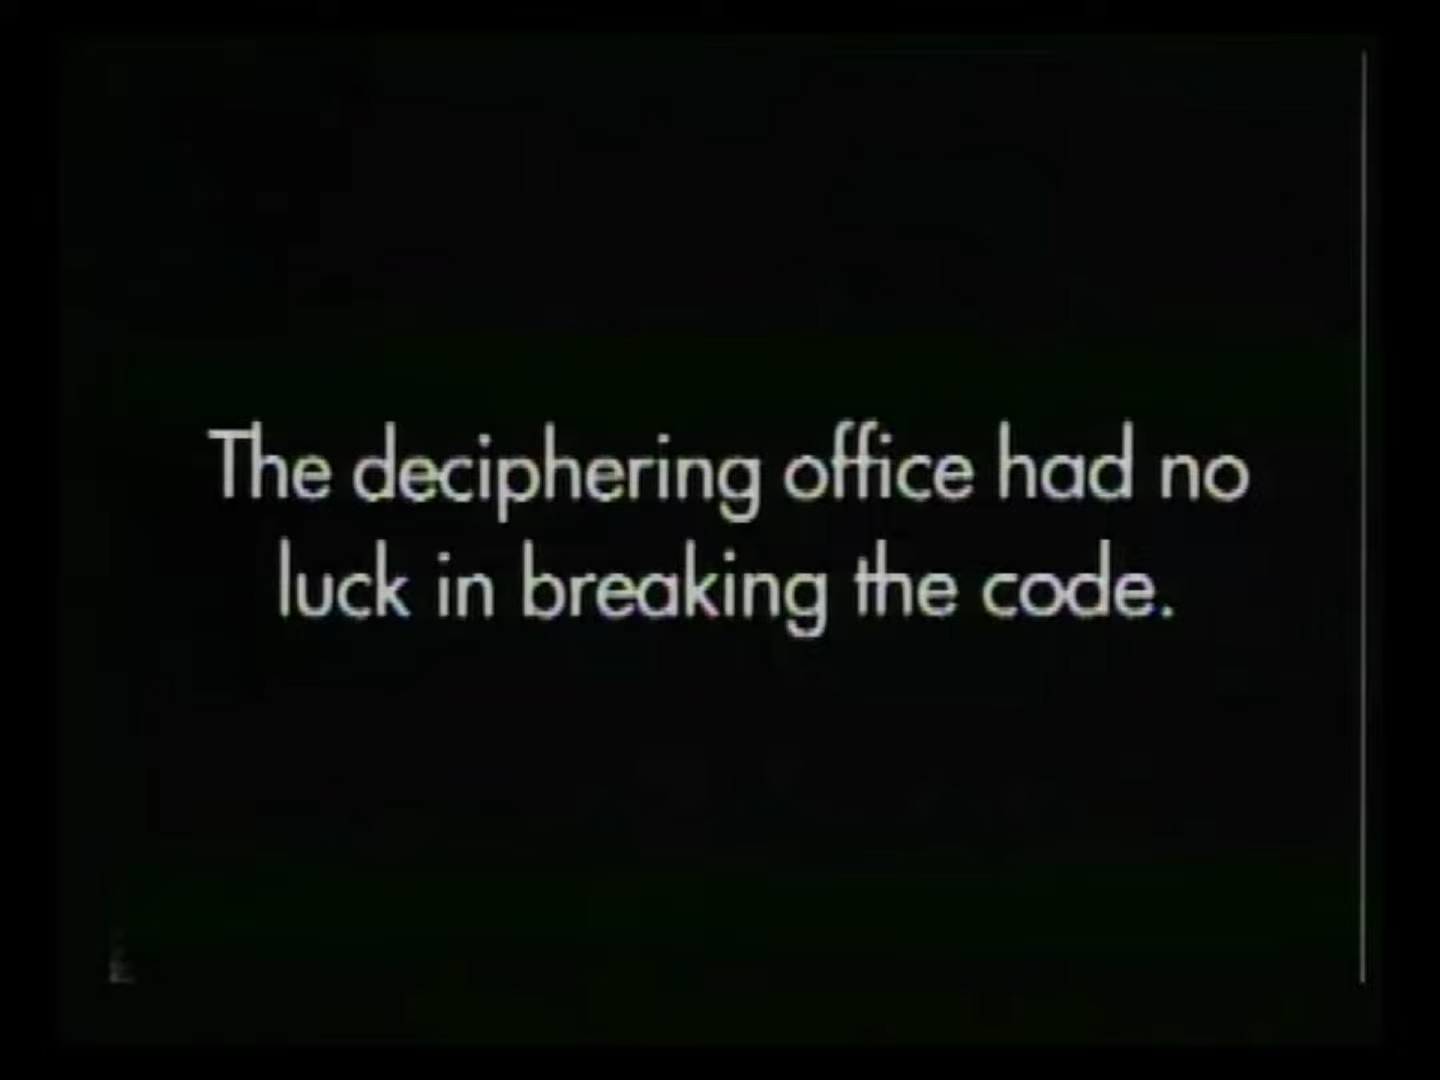 The deciphering office had no
luck in breaking the code.